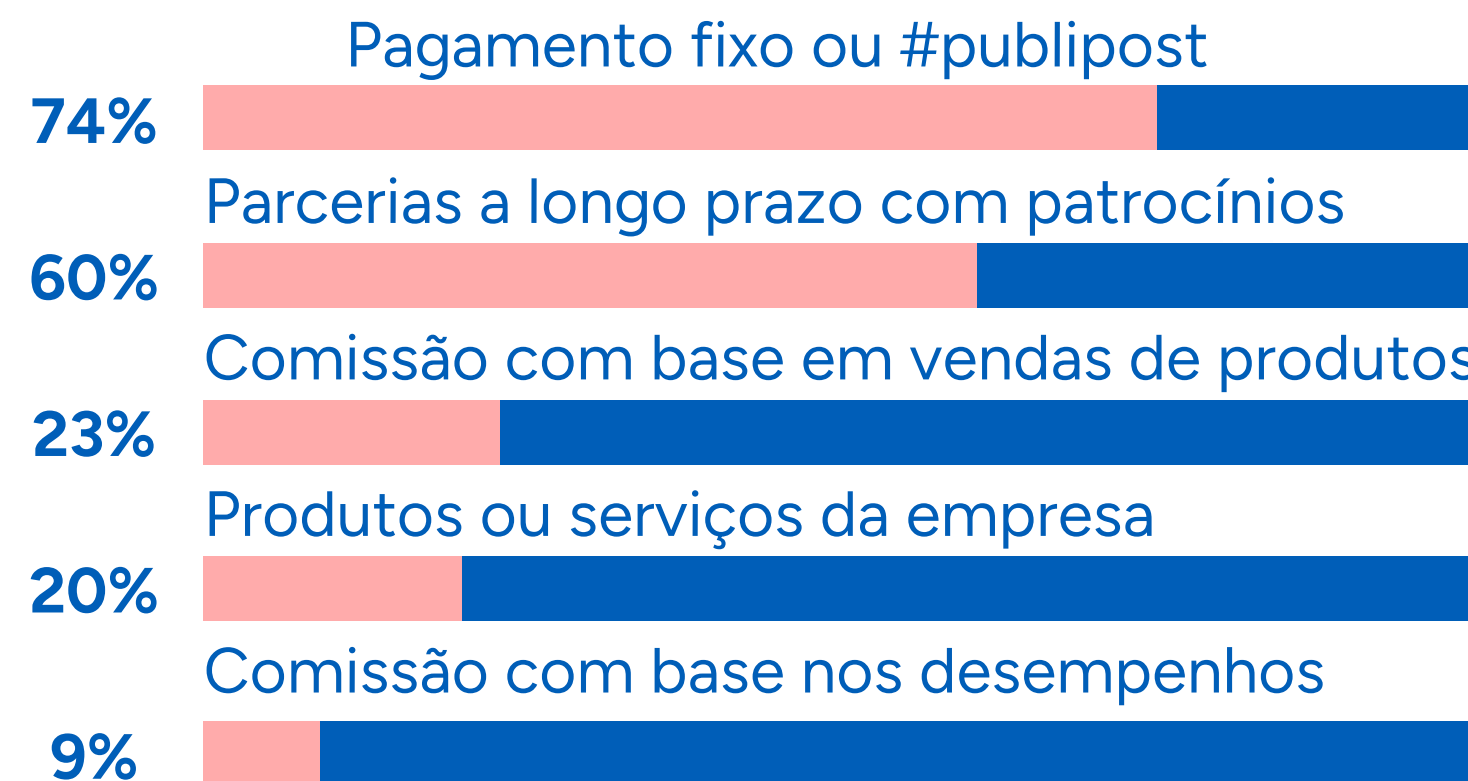 Pagamento fixo ou #publipost
74%
Parcerias a longo prazo com patrocínios
60%
Comissão com base em vendas de produtos
23%
Produtos ou serviços da empresa
20%
Comissão com base nos desempenhos
9%